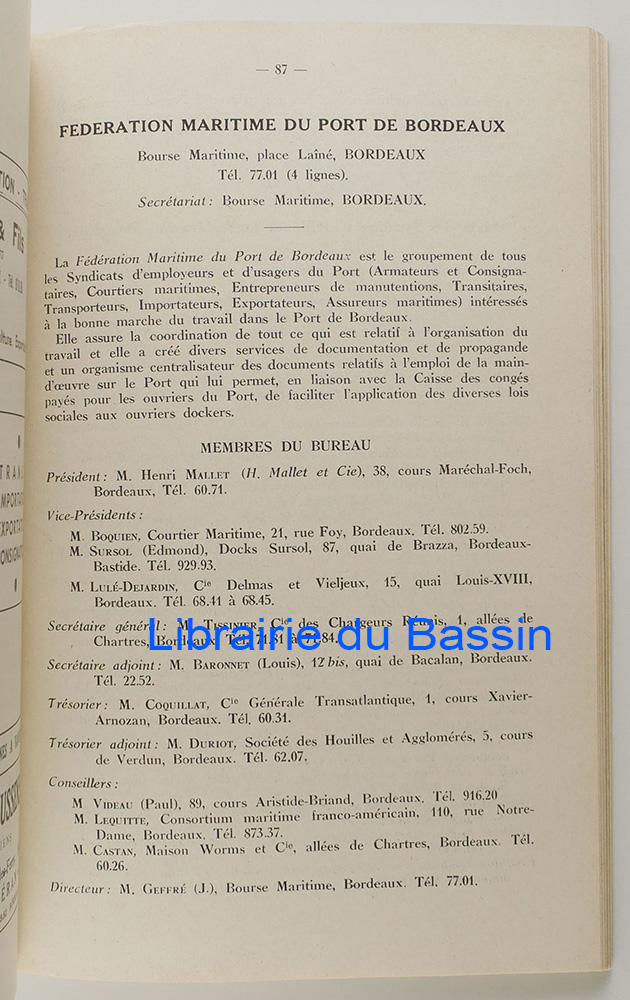 — 87 —
FEDERATION MARITIME DU PORT DE BORDEAUX
Bourse Maritime, place Laîné, BORDEAUX
Tél. 77.01 (4 lignes).
Secrétariat : Bourse Maritime, BORDEAUX.
La Fédération Maritime du Port de Bordeaux est le groupement de tous
les Syndicats d'employeurs et d'usagers du Port (Armateurs et Consigna-
taires, Courtiers maritimes, Entrepreneurs de manutentions, Transitaires,
Transporteurs, Importateurs, Exportateurs, Assureurs maritimes) intéressés
à la bonne marche du travail dans le Port de Bordeaux.
Elle assure la coordination de tout ce qui est relatif à l'organisation du
travail et elle a créé divers services de documentation et de propagande
et un organisme centralisateur des documents relatifs à l'emploi de la main-
d'œuvre sur le Port qui lui permet, en liaison avec la Caisse des congés
payés pour les ouvriers du Port, de faciliter l'application des diverses lois
sociales aux ouvriers dockers.
MEMBRES DU BUREAU
Président : M. Henri MALLET (H. Mallet et Cie), 38, cours Maréchal-Foch,
Bordeaux, Tél. 60.71.
Vice-Présidents :
M. BOQUIEN, Courtier Maritime, 21, rue Foy, Bordeaux. Tél. 802.59.
M. SURSOL (Edmond), Docks Sursol, 87, quai de Brazza, Bordeaux-
Bastide. Tél. 929.93.
M. LULÉ-DEJARDIN, Cie Delmas et Vieljeux, 15, quai Louis-XVIII,
Bordeaux. Tél. 68.41 à 68.45.
Secrétaire général : M. TISSINIER, Cie des Chargeurs Réunis, 1, allées de
Chartres, Bordeaux. Tél. 71.81 à 71.84.
Librairie du Bassin
Secrétaire adjoint : M. BARONNET (Louis), 12 bis, quai de Bacalan, Bordeaux.
Tél. 22.52.
Trésorier : M. COQUILLAT, Cie Générale Transatlantique, 1, cours Xavier-
Arnozan, Bordeaux. Tél. 60.31.
Trésorier adjoint : M. DURIOT, Société des Houilles et Agglomérés, 5, cours
de Verdun, Bordeaux. Tél. 62.07.
Conseillers :
M VIDEAU (Paul), 89, cours Aristide-Briand, Bordeaux. Tél. 916.20
M. LEQUITTE, Consortium maritime franco-américain, 110, rue Notre-
Dame, Bordeaux. Tél. 873.37.
M. CASTAN, Maison Worms et Cie, allées de Chartres, Bordeaux. Tél.
60.26.
Directeur : M. GEFFRÉ (J.), Bourse Maritime, Bordeaux. Tél. 77.01.